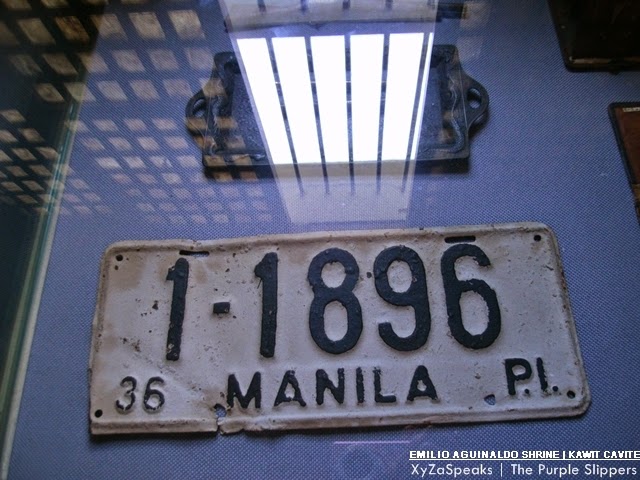 1-1896
36 MANILA P.I.
EMILIO AGUINALDO SHRINE | KAWIT CAVITE
XyZaSpeaks | The Purple Slippers